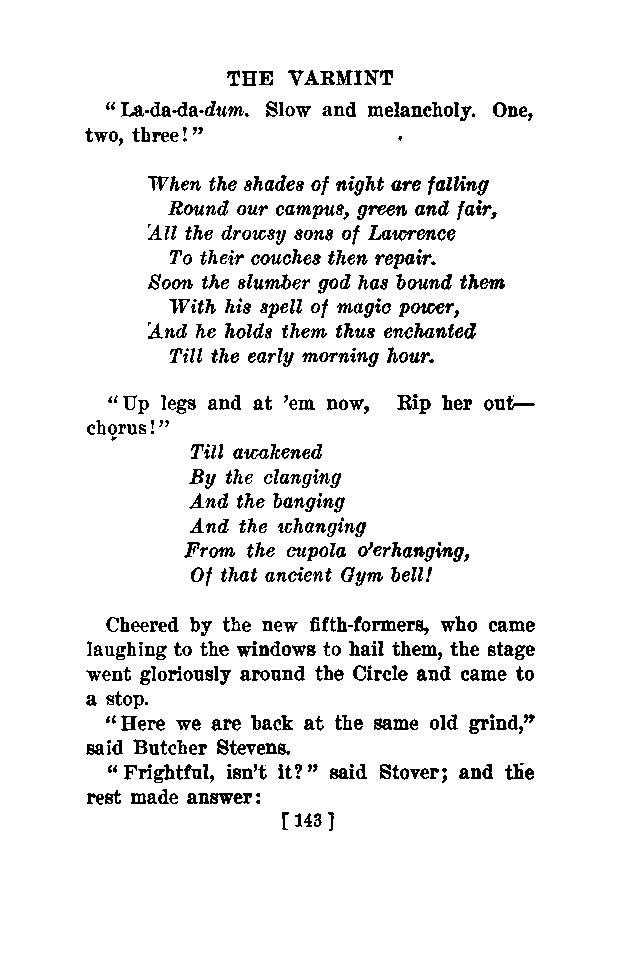 THE VARMINT
"La-da-da-dum. Slow and melancholy. One,
two, three!"
When the shades of night are falling
Round our campus, green and fair,
All the drowsy sons of Lawrence
To their couches then repair.
Soon the slumber god has bound them
With his spell of magic power,
And he holds them thus enchanted
Till the early morning hour.
"Up legs and at 'em now, Rip her out—
chorus!"
Till awakened
By the clanging
And the banging
And the whanging
From the cupola o'erhanging,
Of that ancient Gym bell!
Cheered by the new fifth-formers, who came
laughing to the windows to hail them, the stage
went gloriously around the Circle and came to
a stop.
"Here we are back at the same old grind,"
said Butcher Stevens.
"Frightful, isn't it?" said Stover; and the
rest made answer:
[143]